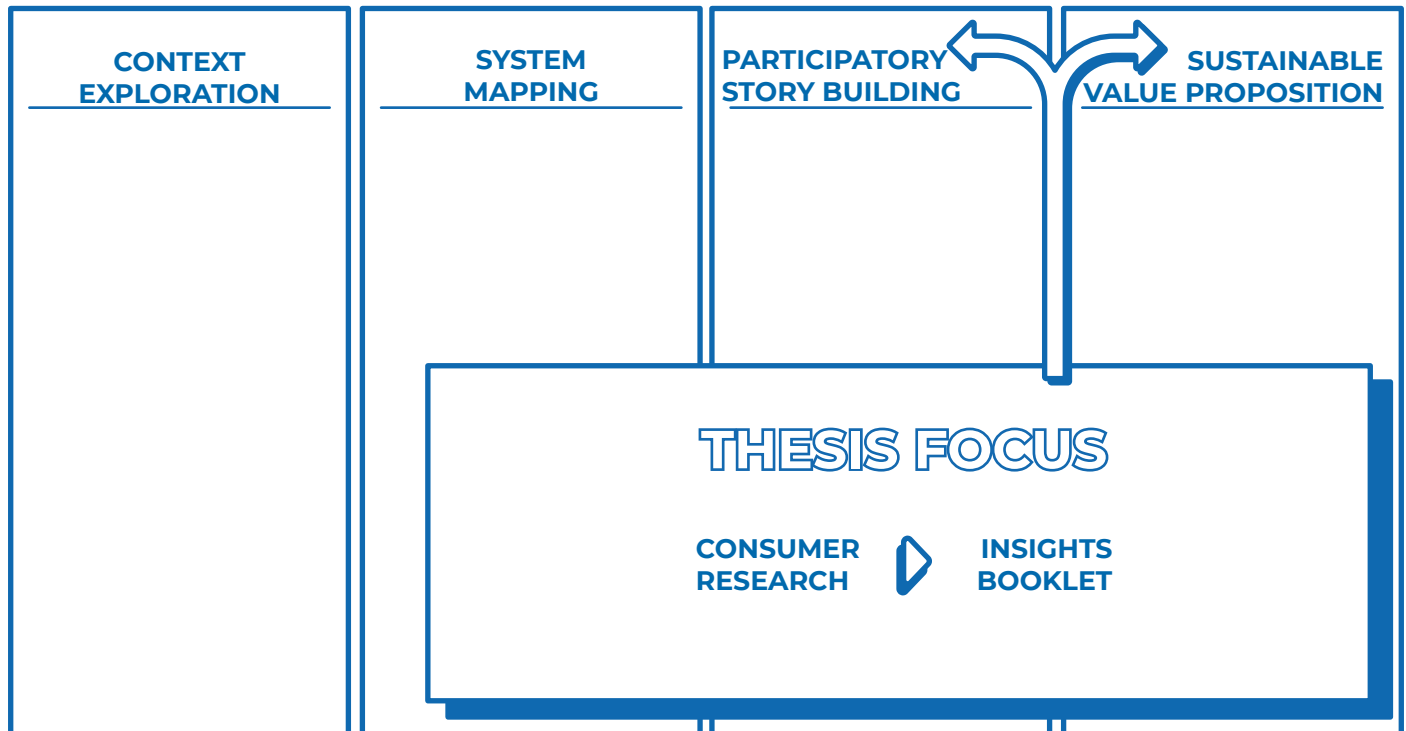 CONTEXT
EXPLORATION
SYSTEM
MAPPING
PARTICIPATORY
STORY BUILDING
SUSTAINABLE
VALUE PROPOSITION
THESIS FOCUS
CONSUMER
RESEARCH
INSIGHTS
BOOKLET